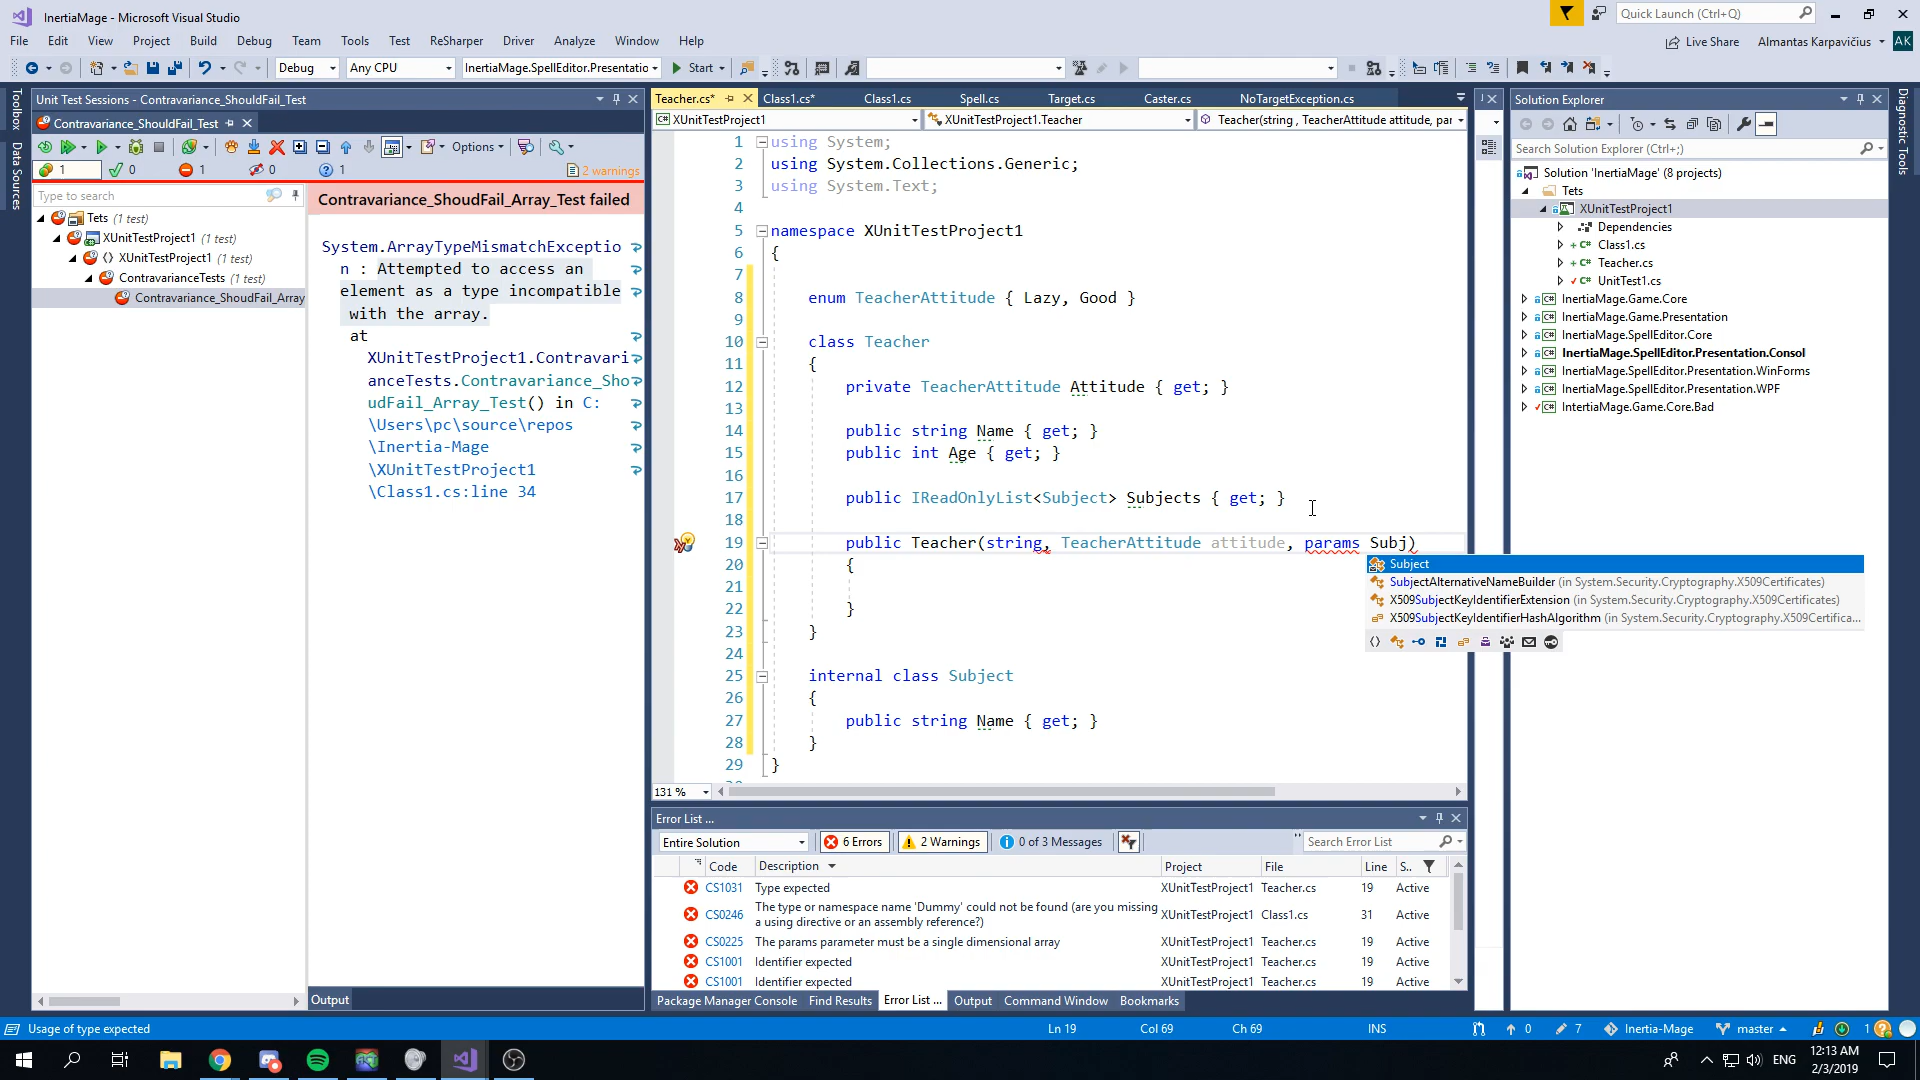 InertiaMage - Microsoft Visual Studio
Quick Launch (Ctrl+Q)
File Edit View Project Build Debug Team Tools Test ReSharper Driver Analyze Window Help
Live Share Almantas Karpavičius AK
Debug Any CPU InertiaMage.SpellEditor.Presentatio Start
Toolbox
Data Sources
Unit Test Sessions - Contravariance_ShouldFail_Test
Contravariance_ShouldFail_Test
Options
1 0 1 0 1 2 warnings
Type to search
Tets (1 test)
XUnitTestProject1 (1 test)
XUnitTestProject1 (1 test)
ContravarianceTests (1 test)
Contravariance_ShoudFail_Array
Contravariance_ShoudFail_Array_Test failed
System.ArrayTypeMismatchExceptio
n : Attempted to access an
element as a type incompatible
with the array.
at
XUnitTestProject1.Contravari
anceTests.Contravariance_Sho
udFail_Array_Test() in C:
\Users\pc\source\repos
\Inertia-Mage
\XUnitTestProject1
\Class1.cs:line 34
Output
Teacher.cs* Class1.cs* Class1.cs Spell.cs Target.cs Caster.cs NoTargetException.cs
XUnitTestProject1 XUnitTestProject1.Teacher Teacher(string , TeacherAttitude attitude, par
1 using System;
2 using System.Collections.Generic;
3 using System.Text;
4
5 namespace XUnitTestProject1
6 {
7
8 enum TeacherAttitude { Lazy, Good }
9
10 class Teacher
11 {
12 private TeacherAttitude Attitude { get; }
13
14 public string Name { get; }
15 public int Age { get; }
16
17 public IReadOnlyList<Subject> Subjects { get; }
18
19 public Teacher(string, TeacherAttitude attitude, params Subj)
20 {
21
22 }
23 }
24
25 internal class Subject
26 {
27 public string Name { get; }
28 }
29 }
Subject
SubjectAlternativeNameBuilder (in System.Security.Cryptography.X509Certificates)
X509SubjectKeyIdentifierExtension (in System.Security.Cryptography.X509Certificates)
X509SubjectKeyIdentifierHashAlgorithm (in System.Security.Cryptography.X509Certifica...
131 %
Error List ...
Entire Solution 6 Errors 2 Warnings 0 of 3 Messages Search Error List
Code Description Project File Line S..
CS1031 Type expected XUnitTestProject1 Teacher.cs 19 Active
CS0246 The type or namespace name 'Dummy' could not be found (are you missing
a using directive or an assembly reference?) XUnitTestProject1 Class1.cs 31 Active
CS0225 The params parameter must be a single dimensional array XUnitTestProject1 Teacher.cs 19 Active
CS1001 Identifier expected XUnitTestProject1 Teacher.cs 19 Active
CS1001 Identifier expected XUnitTestProject1 Teacher.cs 19 Active
Package Manager Console Find Results Error List ... Output Command Window Bookmarks
Solution Explorer
Search Solution Explorer (Ctrl+;)
Solution 'InertiaMage' (8 projects)
Tets
XUnitTestProject1
Dependencies
Class1.cs
Teacher.cs
UnitTest1.cs
InertiaMage.Game.Core
InertiaMage.Game.Presentation
InertiaMage.SpellEditor.Core
InertiaMage.SpellEditor.Presentation.Consol
InertiaMage.SpellEditor.Presentation.WinForms
InertiaMage.SpellEditor.Presentation.WPF
IntertiaMage.Game.Core.Bad
Diagnostic Tools
Usage of type expected Ln 19 Col 69 Ch 69 INS 0 7 Inertia-Mage master 1
ENG
12:13 AM
2/3/2019